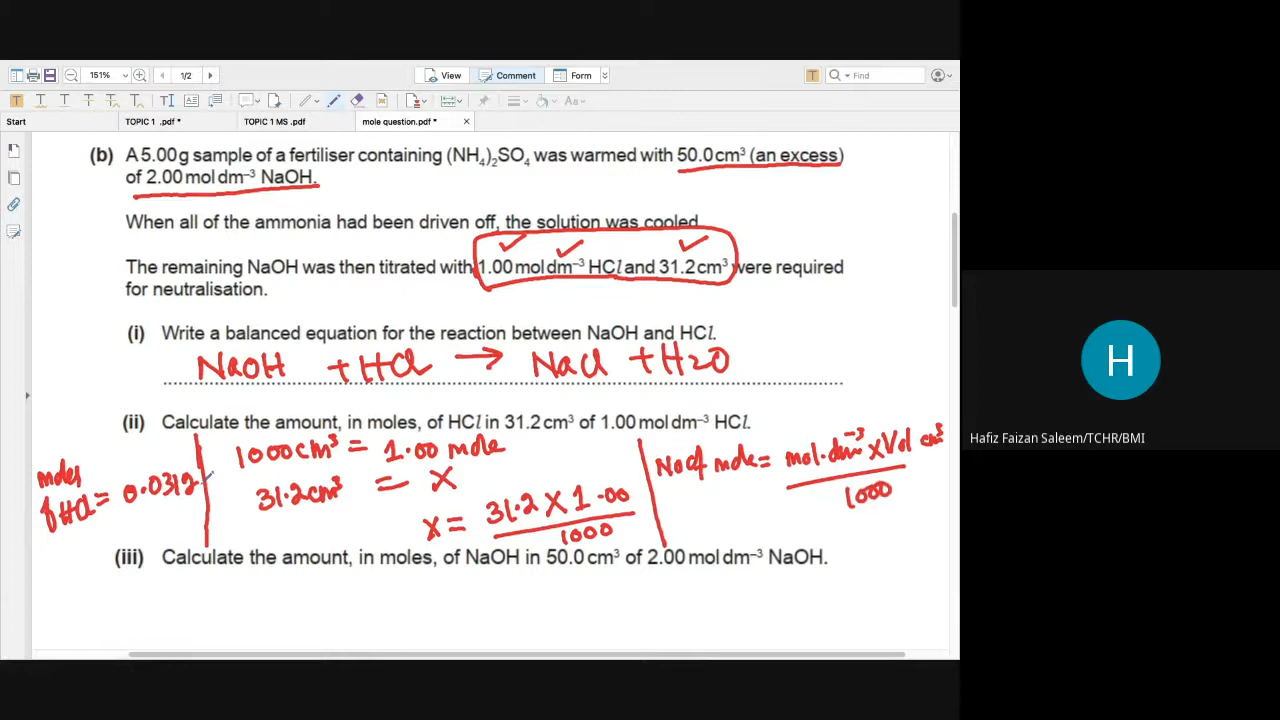 151%
1/2
View
Comment
Form
Find
Start
TOPIC 1 .pdf *
TOPIC 1 MS .pdf
mole question.pdf *
(b) A 5.00 g sample of a fertiliser containing (NH₄)₂SO₄ was warmed with 50.0 cm³ (an excess)
of 2.00 mol dm⁻³ NaOH.
When all of the ammonia had been driven off, the solution was cooled.
The remaining NaOH was then titrated with 1.00 mol dm⁻³ HCl and 31.2 cm³ were required
for neutralisation.
(i) Write a balanced equation for the reaction between NaOH and HCl.
NaOH + HCl → NaCl + H2O
(ii) Calculate the amount, in moles, of HCl in 31.2 cm³ of 1.00 mol dm⁻³ HCl.
moles
of HCl = 0.0312
1000cm³ = 1.00 mole
31.2cm³ = X
x = 31.2 X 1.00
1000
No of mole = mol.dm⁻³ x Vol cm³
1000
(iii) Calculate the amount, in moles, of NaOH in 50.0 cm³ of 2.00 mol dm⁻³ NaOH.
H
Hafiz Faizan Saleem/TCHR/BMI